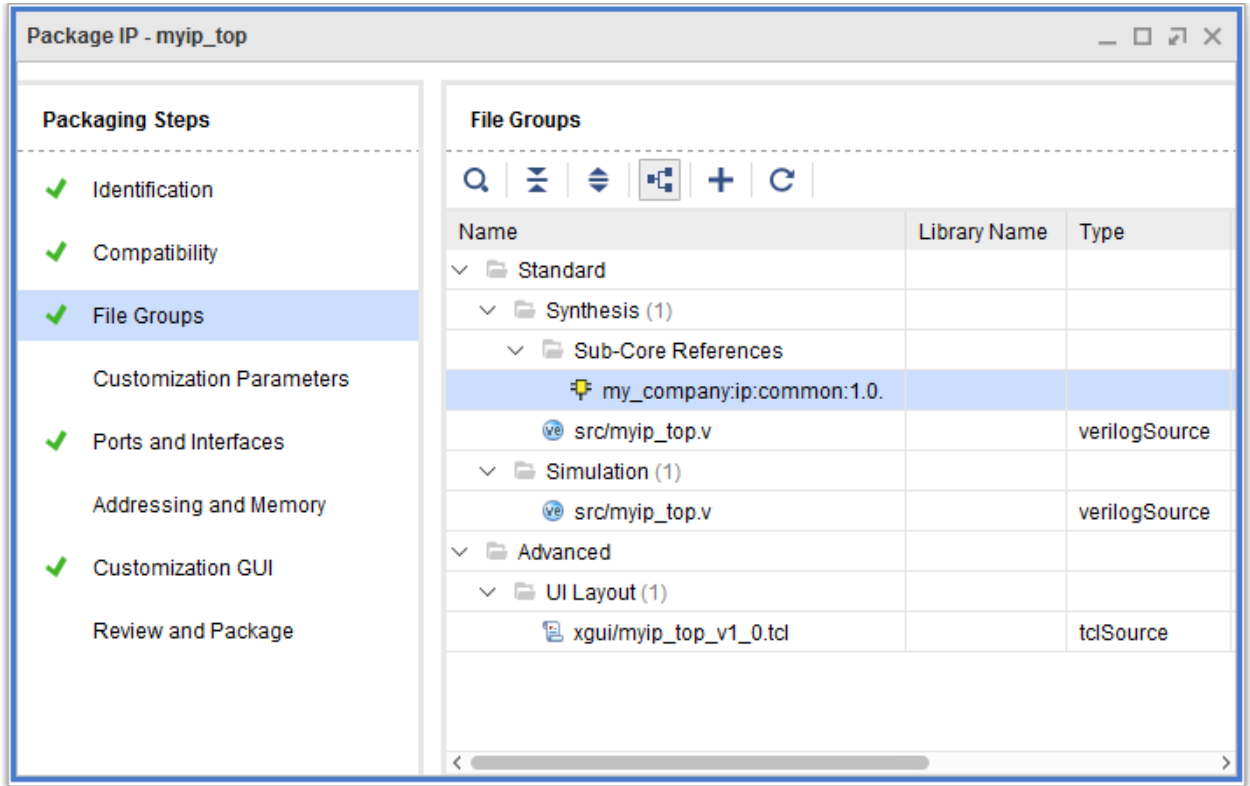 Package IP - myip_top
Packaging Steps
Identification
Compatibility
File Groups
Customization Parameters
Ports and Interfaces
Addressing and Memory
Customization GUI
Review and Package
File Groups
Name Library Name Type
Standard
Synthesis (1)
Sub-Core References
my_company:ip:common:1.0.
src/myip_top.v verilogSource
Simulation (1)
src/myip_top.v verilogSource
Advanced
UI Layout (1)
xgui/myip_top_v1_0.tcl tclSource